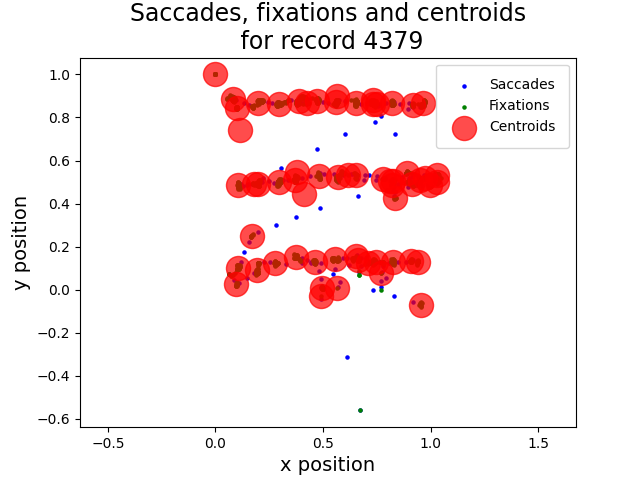 Saccades, fixations and centroids
for record 4379
Saccades
Fixations
Centroids
1.0
0.8
0.6
0.4
0.2
0.0
−0.2
−0.4
−0.6
y position
−0.5
0.0
0.5
1.0
1.5
x position